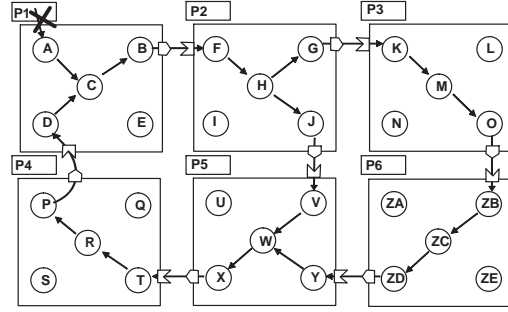 P1 P2 P3
A B F G K L
C H M
D E I J N O
P4 P5 P6
P Q U V ZA ZB
R W ZC
S T X Y ZD ZE